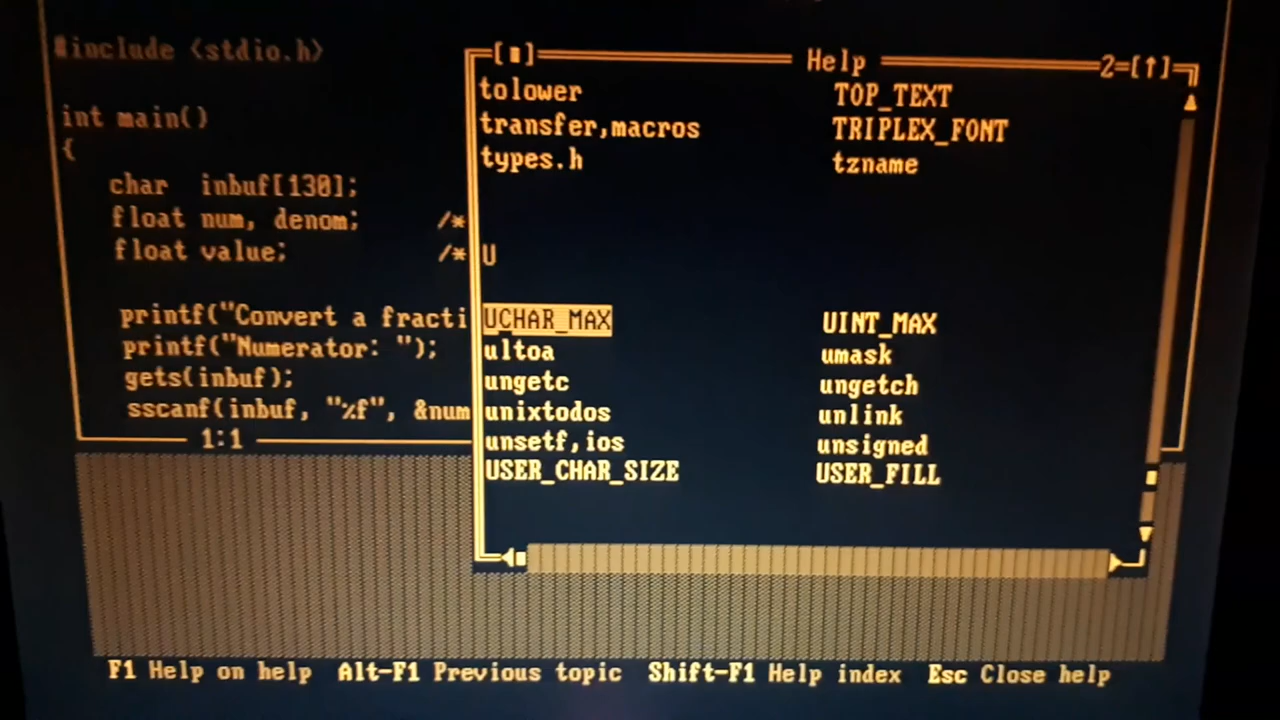 #include <stdio.h>
int main()
{
char inbuf[130];
float num, denom; /*
float value; /*
printf("Convert a fracti
printf("Numerator: ");
gets(inbuf);
sscanf(inbuf, "%f", &num
1:1
[■] Help 2=[↑]
tolower TOP_TEXT
transfer,macros TRIPLEX_FONT
types.h tzname
U
UCHAR_MAX UINT_MAX
ultoa umask
ungetc ungetch
unixtodos unlink
unsetf,ios unsigned
USER_CHAR_SIZE USER_FILL
F1 Help on help Alt-F1 Previous topic Shift-F1 Help index Esc Close help